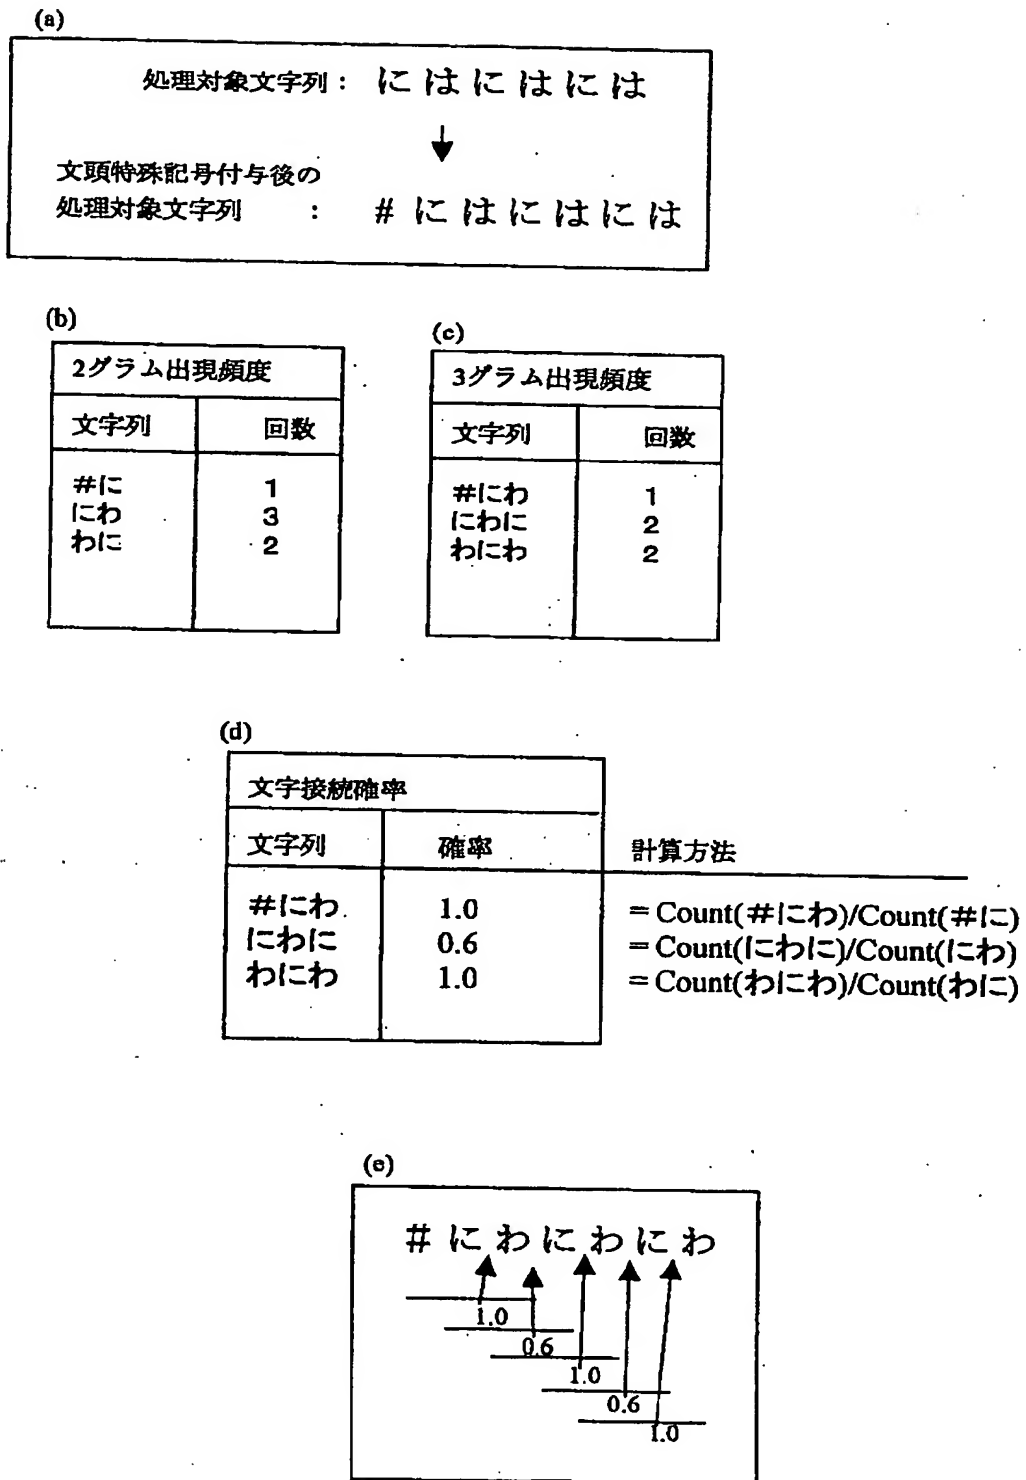 (a)
処理対象文字列: にはにはには
文頭特殊記号付与後の
処理対象文字列 : #にはにはには
(b)
2グラム出現頻度
文字列 回数
#に 1
にわ 3
わに 2
(c)
3グラム出現頻度
文字列 回数
#にわ 1
にわに 2
わにわ 2
(d)
文字接続確率
文字列 確率 計算方法
#にわ 1.0 = Count(#にわ)/Count(#に)
にわに 0.6 = Count(にわに)/Count(にわ)
わにわ 1.0 = Count(わにわ)/Count(わに)
(e)
#にわにわにわ
1.0
0.6
1.0
0.6
1.0